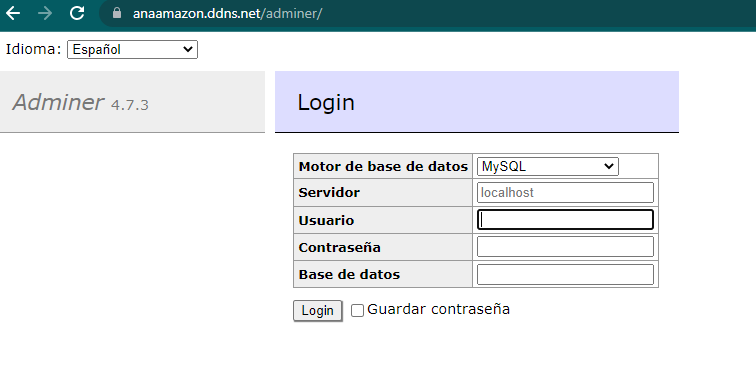 anaamazon.ddns.net/adminer/
Idioma: Español
Adminer 4.7.3
Login
Motor de base de datos MySQL
Servidor localhost
Usuario
Contraseña
Base de datos
Login Guardar contraseña